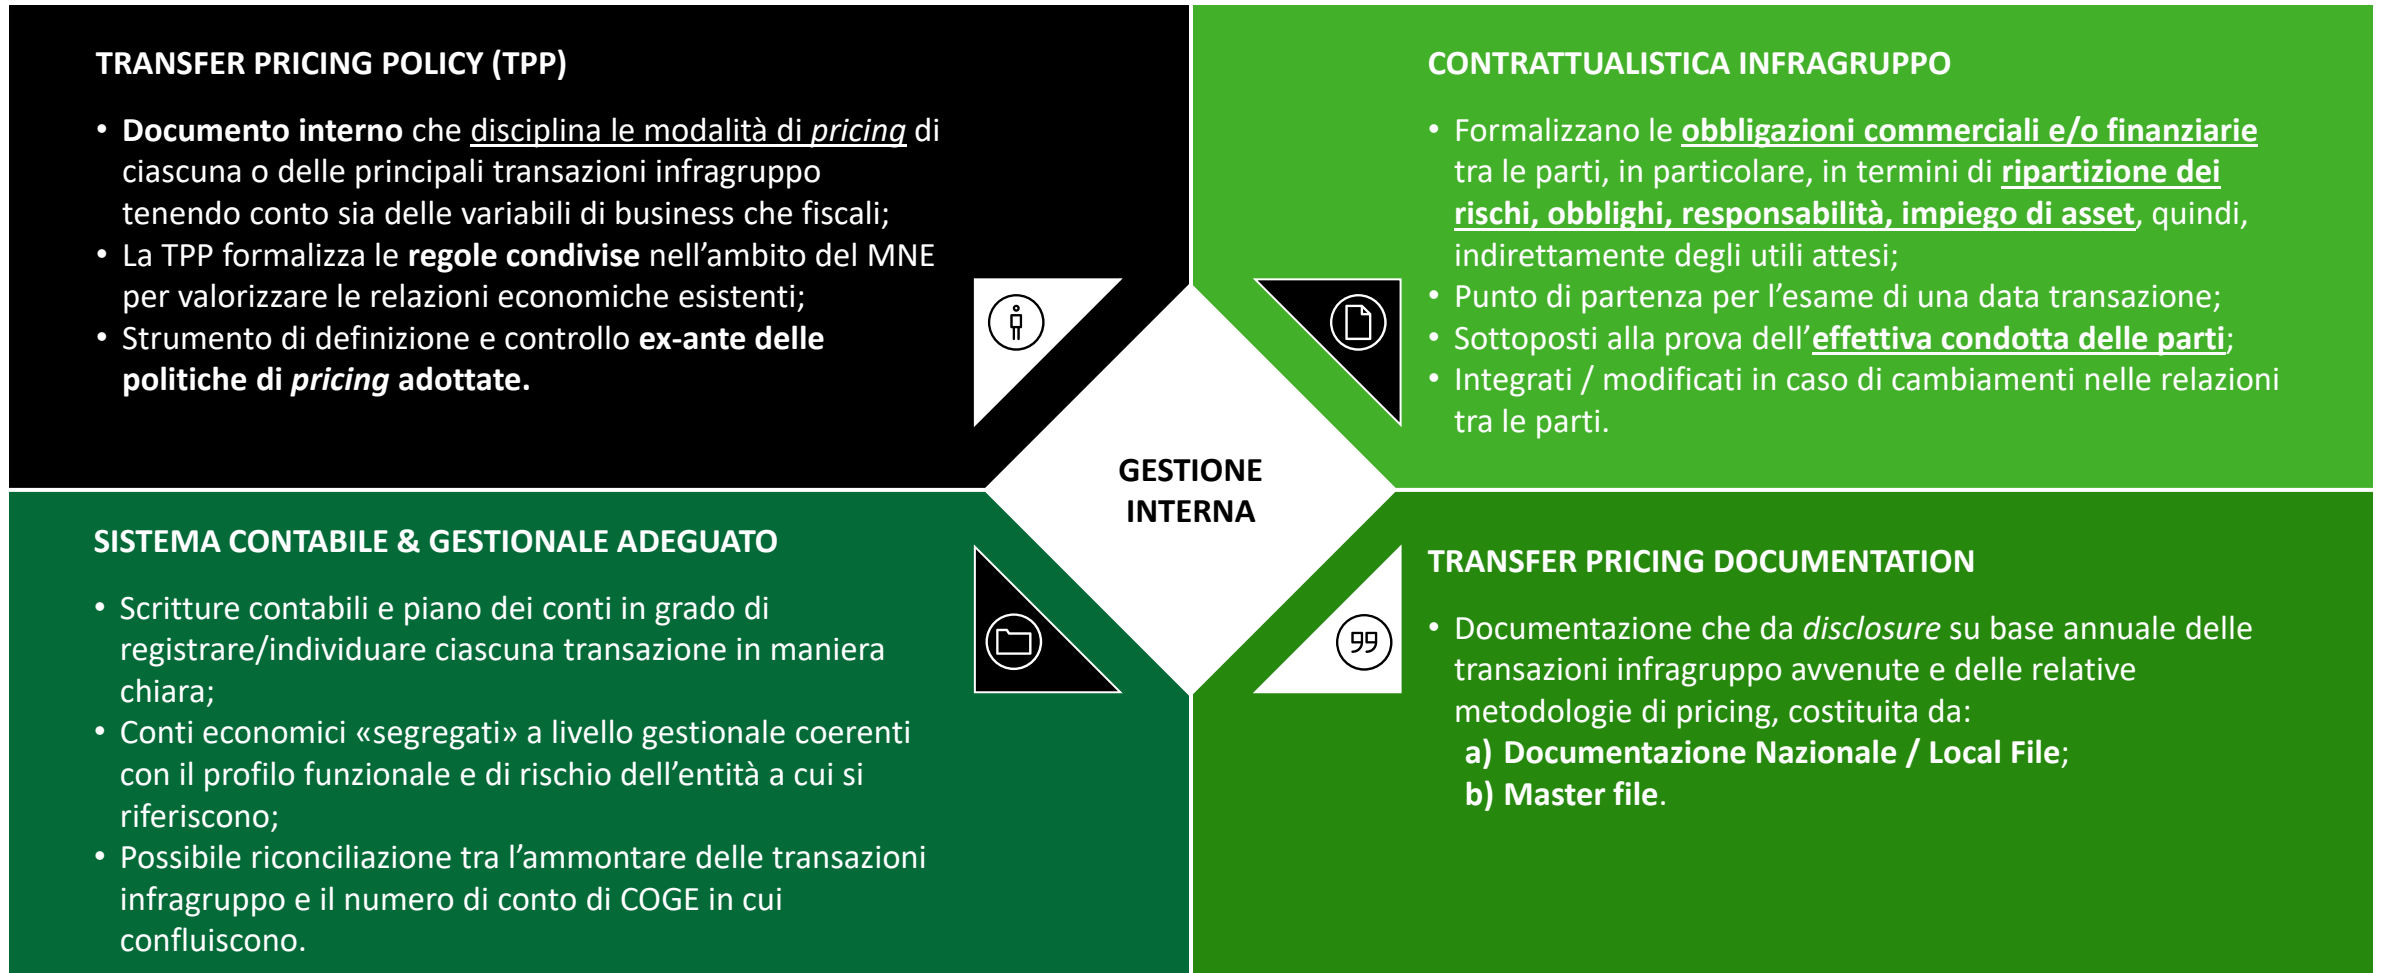 TRANSFER PRICING POLICY (TPP)
• Documento interno che disciplina le modalità di pricing di
ciascuna o delle principali transazioni infragruppo
tenendo conto sia delle variabili di business che fiscali;
• La TPP formalizza le regole condivise nell’ambito del MNE
per valorizzare le relazioni economiche esistenti;
• Strumento di definizione e controllo ex-ante delle
politiche di pricing adottate.
CONTRATTUALISTICA INFRAGRUPPO
• Formalizzano le obbligazioni commerciali e/o finanziarie
tra le parti, in particolare, in termini di ripartizione dei
rischi, obblighi, responsabilità, impiego di asset, quindi,
indirettamente degli utili attesi;
• Punto di partenza per l’esame di una data transazione;
• Sottoposti alla prova dell’effettiva condotta delle parti;
• Integrati / modificati in caso di cambiamenti nelle relazioni
tra le parti.
GESTIONE
INTERNA
SISTEMA CONTABILE & GESTIONALE ADEGUATO
• Scritture contabili e piano dei conti in grado di
registrare/individuare ciascuna transazione in maniera
chiara;
• Conti economici «segregati» a livello gestionale coerenti
con il profilo funzionale e di rischio dell’entità a cui si
riferiscono;
• Possibile riconciliazione tra l’ammontare delle transazioni
infragruppo e il numero di conto di COGE in cui
confluiscono.
TRANSFER PRICING DOCUMENTATION
• Documentazione che da disclosure su base annuale delle
transazioni infragruppo avvenute e delle relative
metodologie di pricing, costituita da:
a) Documentazione Nazionale / Local File;
b) Master file.